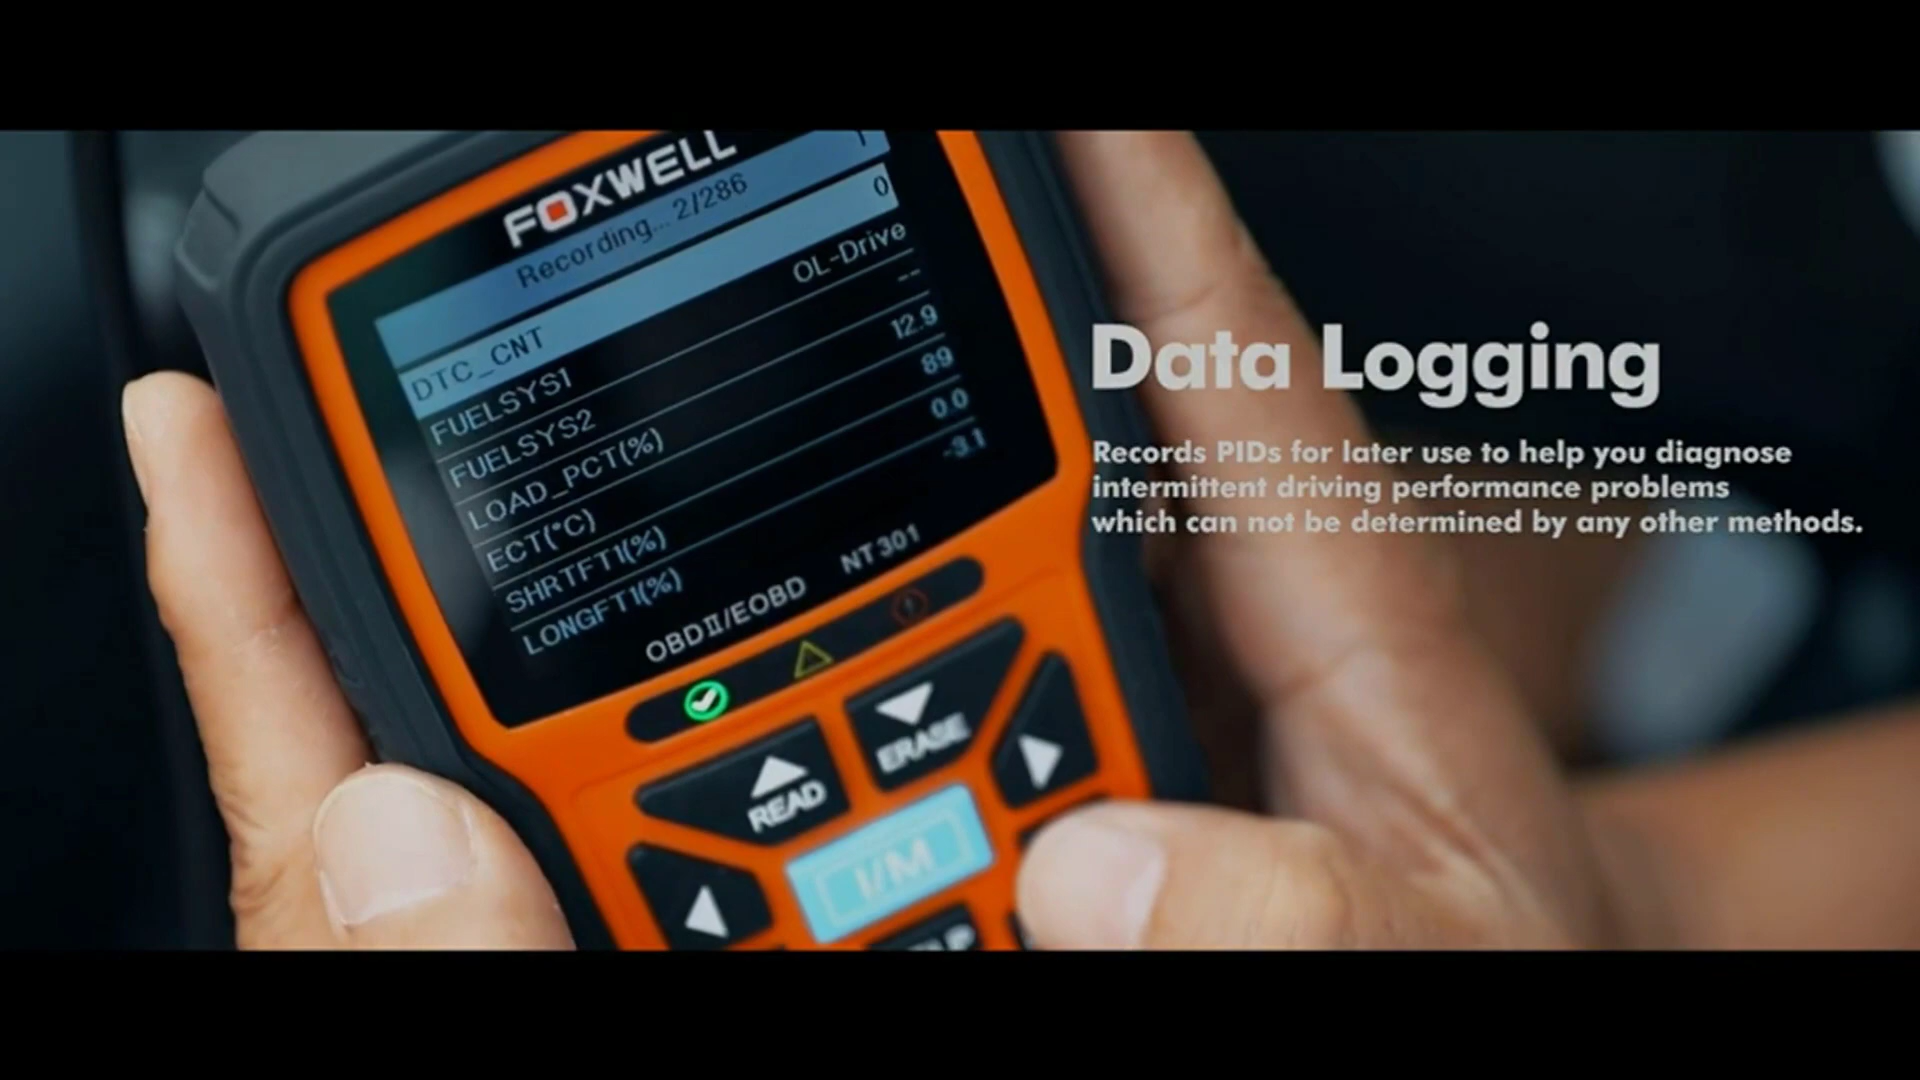 FOXWELL
Recording... 2/286
DTC_CNT 0
FUELSYS1 OL-Drive
FUELSYS2 --
LOAD_PCT(%) 12.9
ECT(°C) 89
SHRTFT1(%) 0.0
LONGFT1(%) -3.1
OBDII/EOBD NT301
READ
ERASE
I/M
Data Logging
Records PIDs for later use to help you diagnose
intermittent driving performance problems
which can not be determined by any other methods.